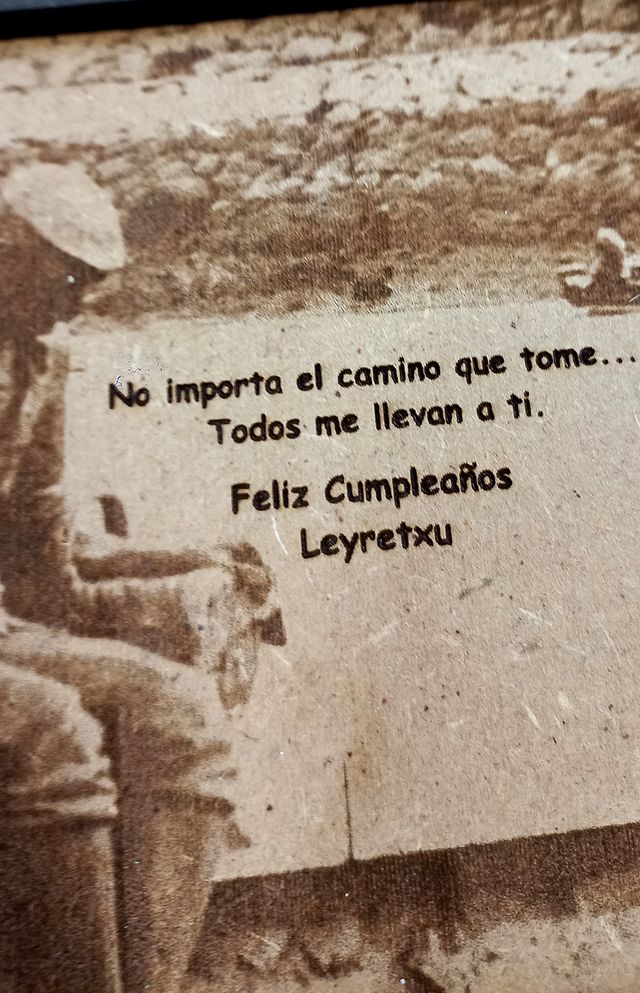 No importa el camino que tome...
Todos me llevan a ti.
Feliz Cumpleaños
Leyretxu